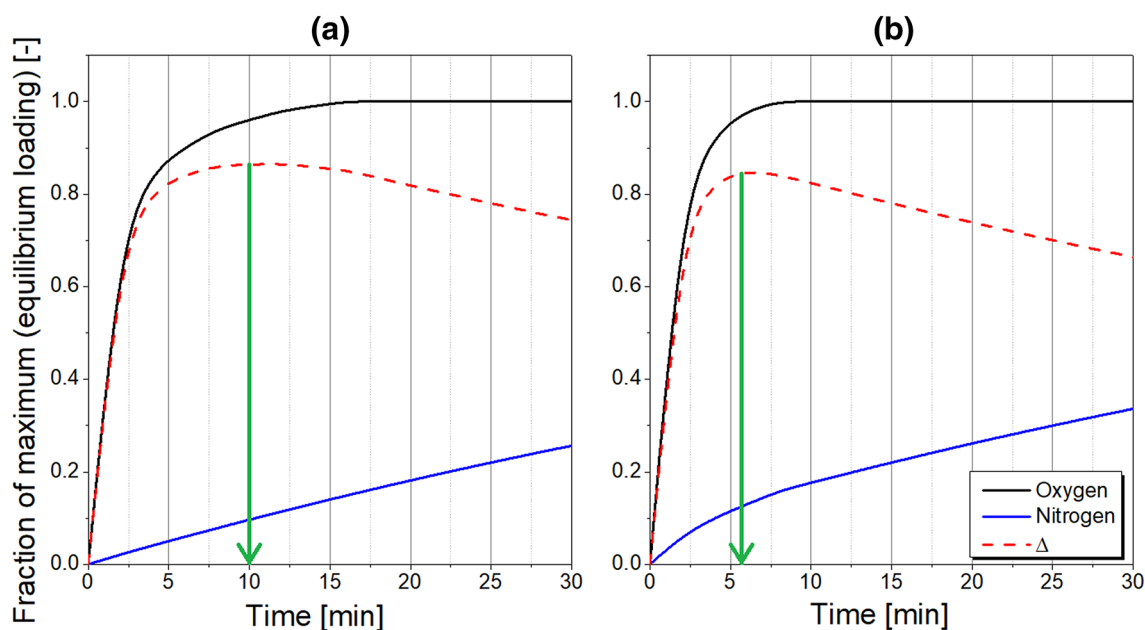 (a)
(b)
Fraction of maximum (equilibrium loading) [-]
1.0
0.8
0.6
0.4
0.2
0.0
0 5 10 15 20 25 30
Time [min]
1.0
0.8
0.6
0.4
0.2
0.0
0 5 10 15 20 25 30
Time [min]
Oxygen
Nitrogen
Δ